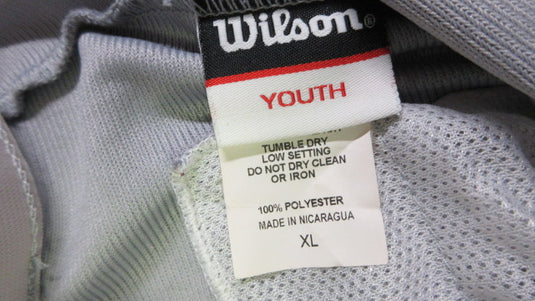 Wilson®
YOUTH
TUMBLE DRY
LOW SETTING
DO NOT DRY CLEAN
OR IRON
100% POLYESTER
MADE IN NICARAGUA
XL